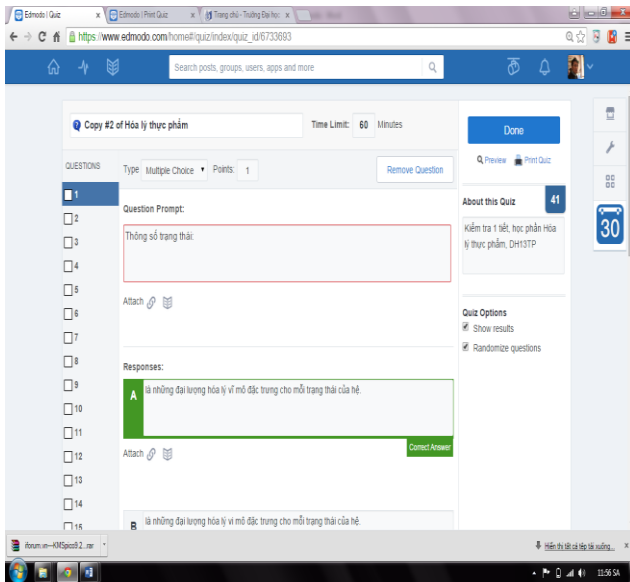 Edmodo | Quiz
Edmodo | Print Quiz
Trang chủ - Trường Đại họ
https://www.edmodo.com/home#/quiz/index/quiz_id/6733693
Search posts, groups, users, apps and more
Copy #2 of Hóa lý thực phẩm
Time Limit: 60 Minutes
Done
Preview Print Quiz
QUESTIONS
Type Multiple Choice Points: 1
Remove Question
About this Quiz 41
Kiểm tra 1 tiết, học phần Hóa
lý thực phẩm, DH13TP
30
1
2
3
4
5
6
7
8
9
10
11
12
13
14
15
Question Prompt:
Thông số trạng thái:
Attach
Quiz Options
Show results
Randomize questions
Responses:
A là những đại lượng hóa lý vĩ mô đặc trưng cho mỗi trạng thái của hệ.
Correct Answer
Attach
B là những đại lượng hóa lý vi mô đặc trưng cho mỗi trạng thái của hệ.
Hiển thị tất cả tệp tải xuống...
11:56 SA